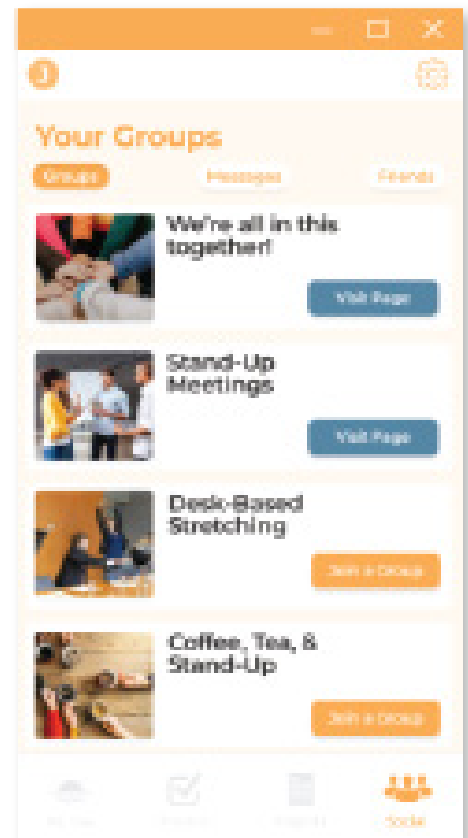 J
Your Groups
Groups
Messages
Friends
We're all in this
together!
Visit Page
Stand-Up
Meetings
Visit Page
Desk-Based
Stretching
Join a Group
Coffee, Tea, &
Stand-Up
Join a Group
Social